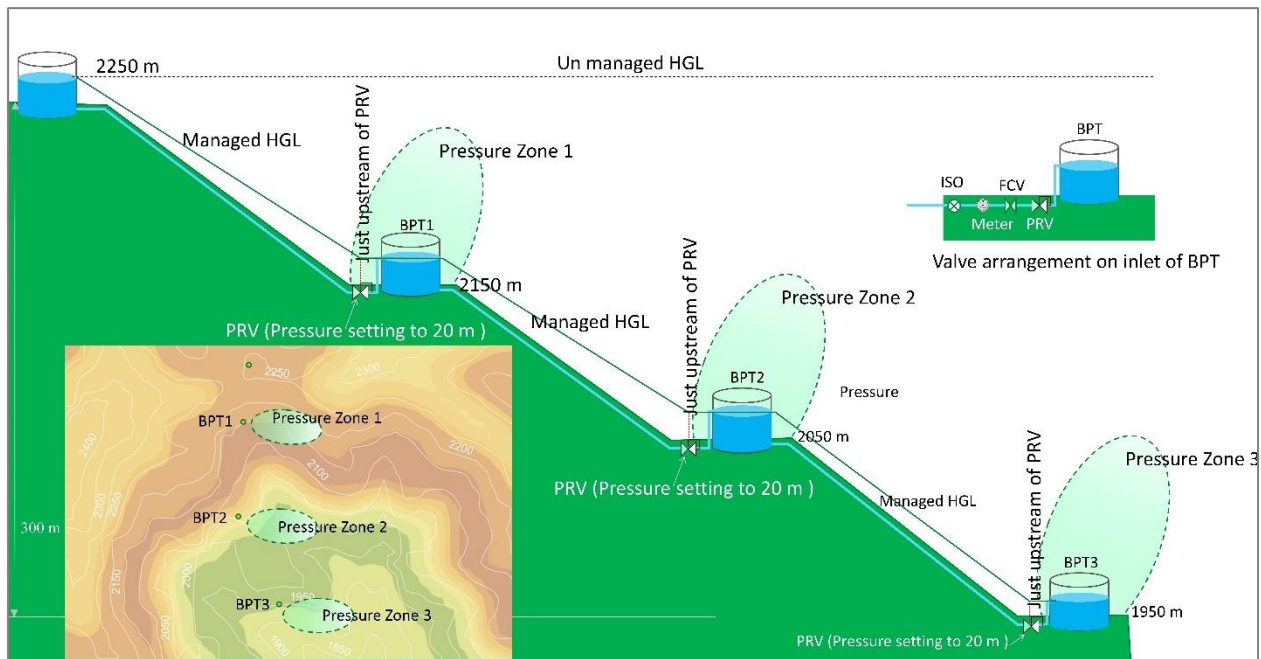 2250 m
Un managed HGL
Managed HGL
Just upstream of PRV
Pressure Zone 1
BPT1
2150 m
PRV (Pressure setting to 20 m )
BPT
ISO
FCV
Meter
PRV
Valve arrangement on inlet of BPT
Managed HGL
Just upstream of PRV
Pressure Zone 2
BPT2
Pressure
2050 m
PRV (Pressure setting to 20 m )
Managed HGL
Just upstream of PRV
Pressure Zone 3
BPT3
1950 m
PRV (Pressure setting to 20 m )
300 m
2250
2300
BPT1
Pressure Zone 1
2400
2200
2100
2300
2250
BPT2
Pressure Zone 2
2150
2000
2050
BPT3
1950
Pressure Zone 3
1900
1850